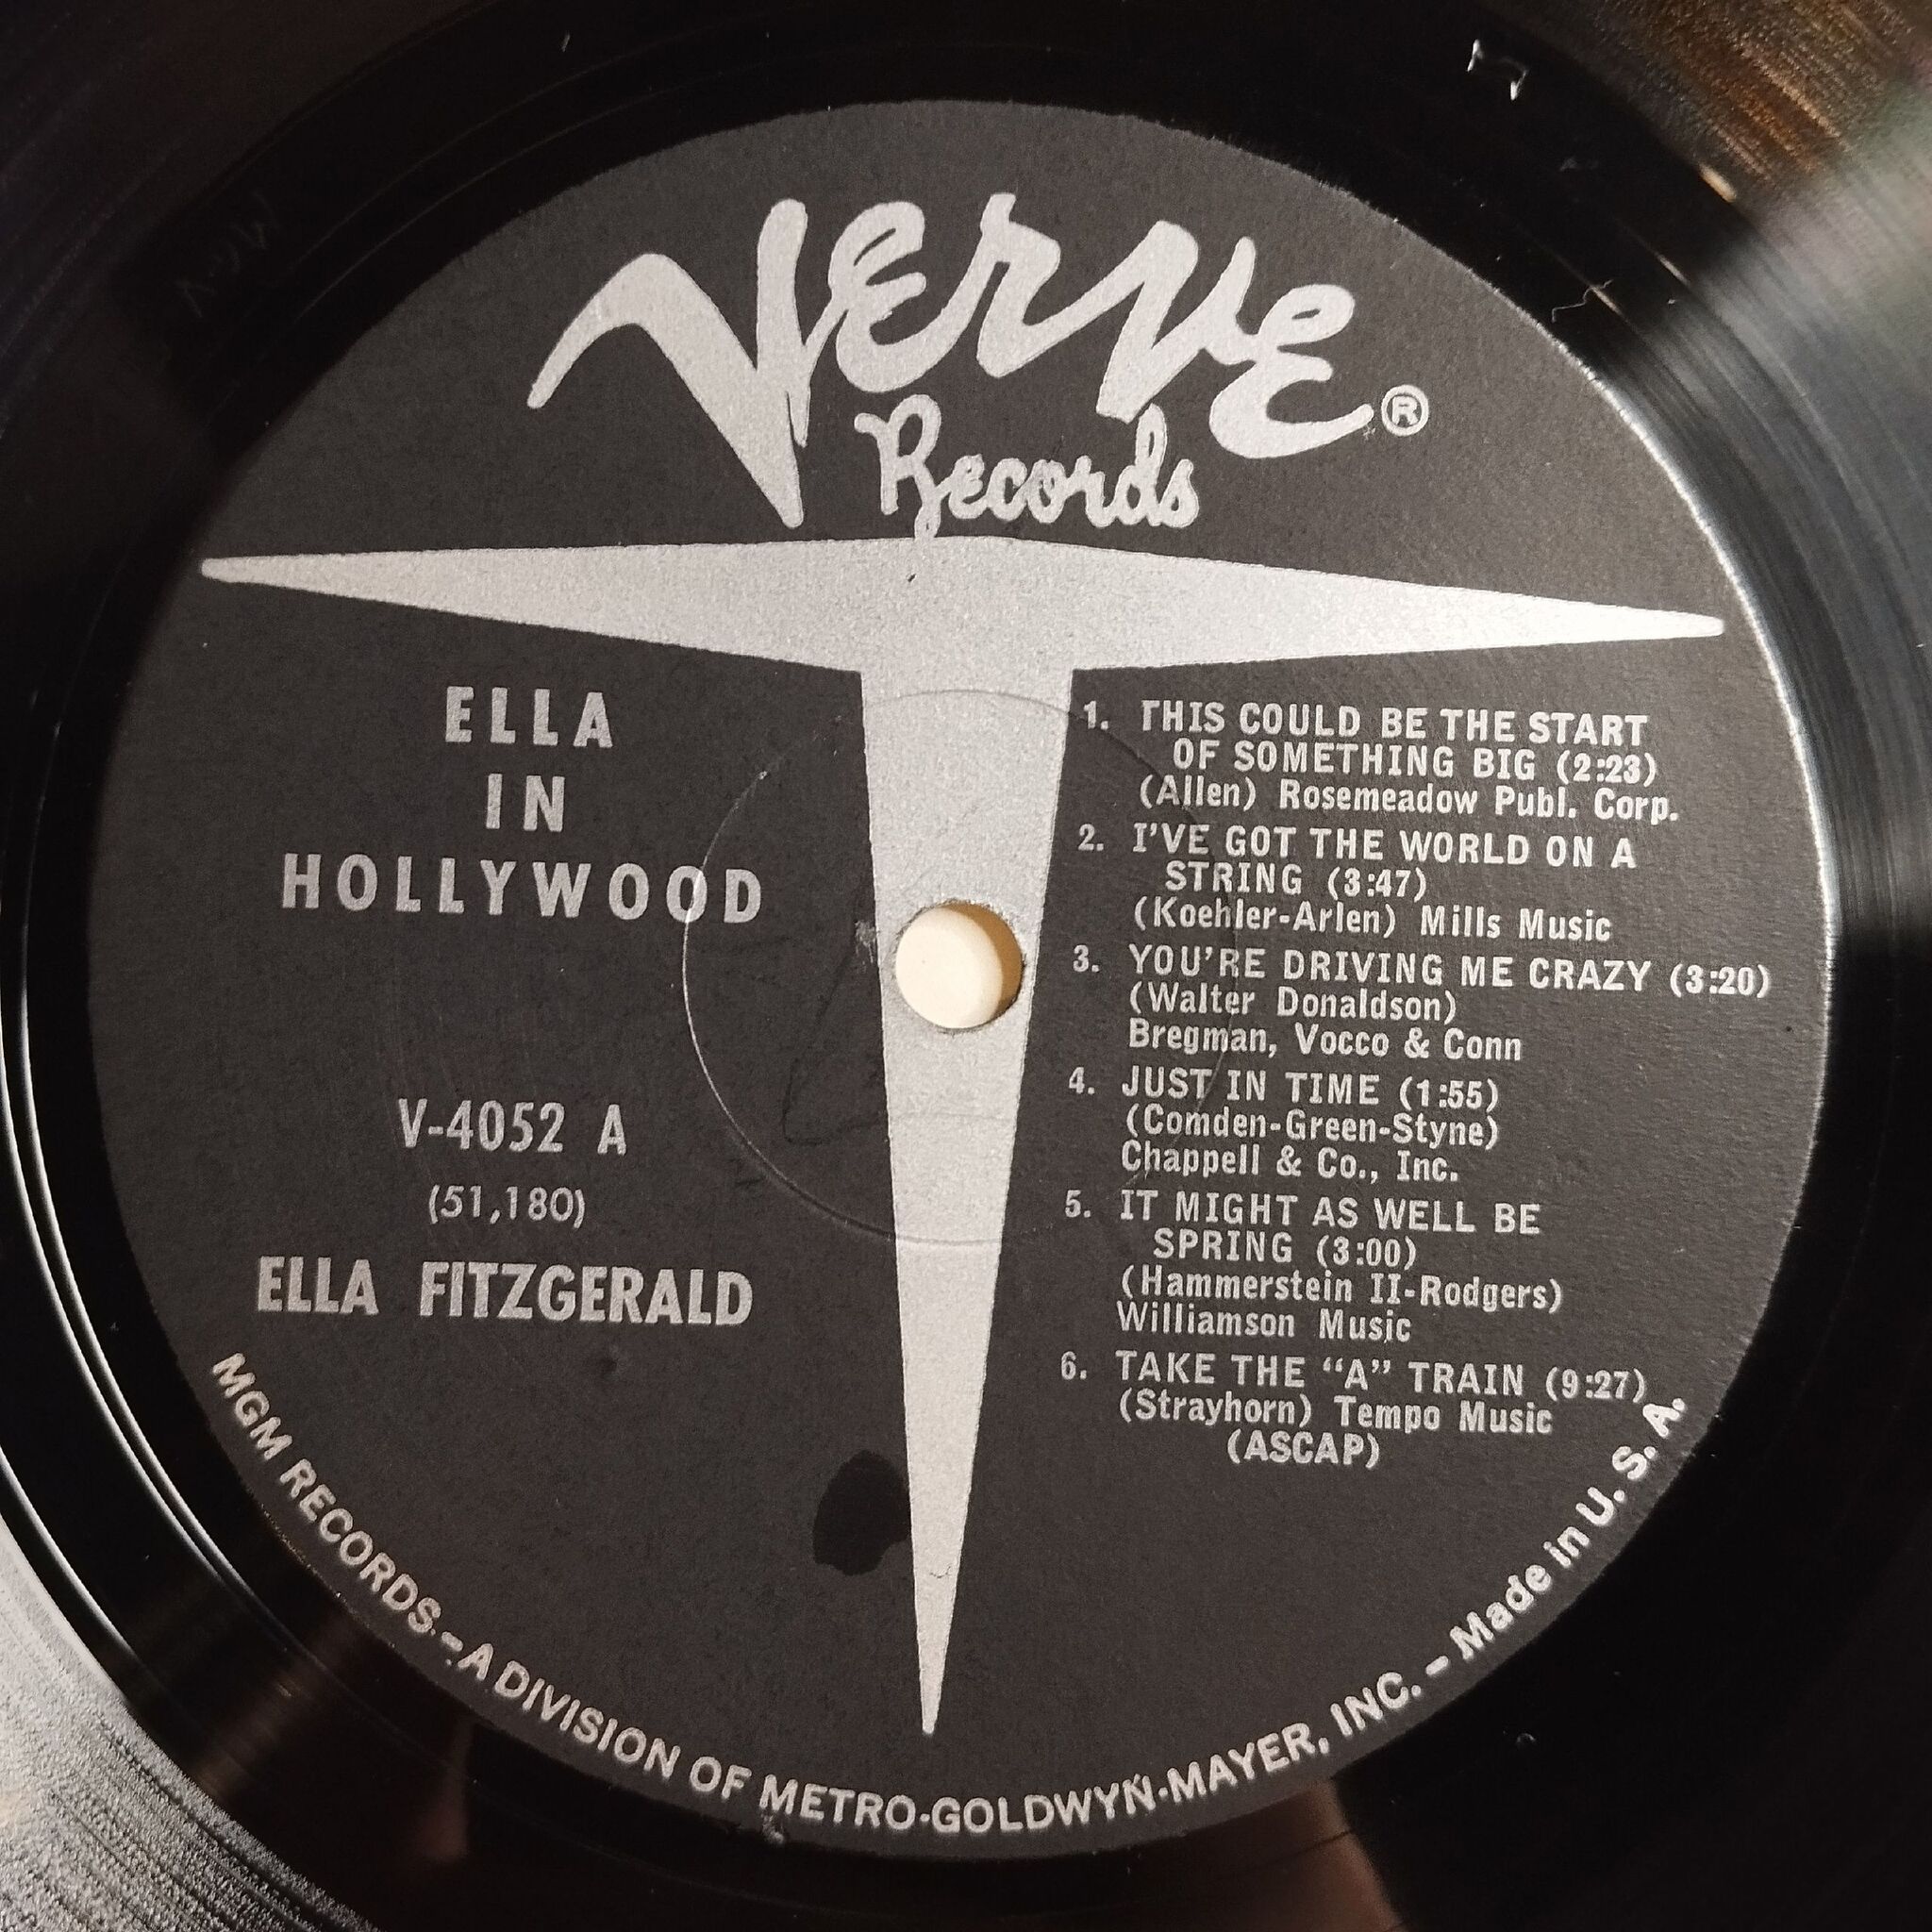 Verve ®
Records
ELLA
IN
HOLLYWOOD
V-4052 A
(51,180)
ELLA FITZGERALD
1. THIS COULD BE THE START
OF SOMETHING BIG (2:23)
(Allen) Rosemeadow Publ. Corp.
2. I'VE GOT THE WORLD ON A
STRING (3:47)
(Koehler-Arlen) Mills Music
3. YOU'RE DRIVING ME CRAZY (3:20)
(Walter Donaldson)
Bregman, Vocco & Conn
4. JUST IN TIME (1:55)
(Comden-Green-Styne)
Chappell & Co., Inc.
5. IT MIGHT AS WELL BE
SPRING (3:00)
(Hammerstein II-Rodgers)
Williamson Music
6. TAKE THE “A” TRAIN (9:27)
(Strayhorn) Tempo Music
(ASCAP)
MGM RECORDS – A DIVISION OF METRO-GOLDWYN-MAYER, INC. – Made in U. S. A.